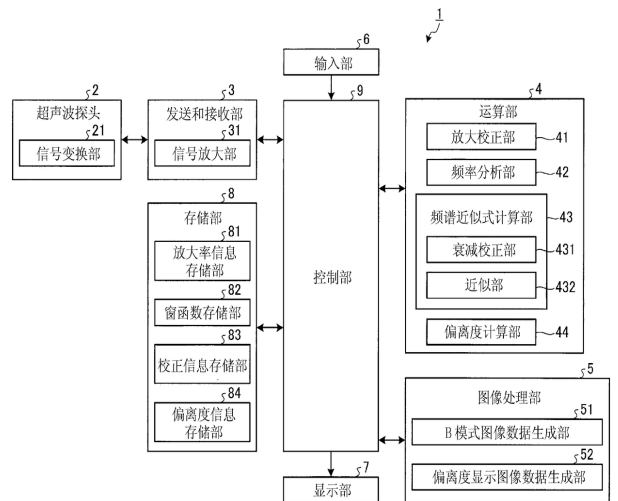 1
6
输入部
2
超声波探头
21
信号变换部
3
发送和接收部
31
信号放大部
9
控制部
4
运算部
放大校正部
41
频率分析部
42
频谱近似式计算部
43
衰减校正部
431
近似部
432
偏离度计算部
44
8
存储部
81
放大率信息
存储部
82
窗函数存储部
83
校正信息存储部
84
偏离度信息
存储部
5
图像处理部
51
B模式图像数据生成部
52
偏离度显示图像数据生成部
7
显示部